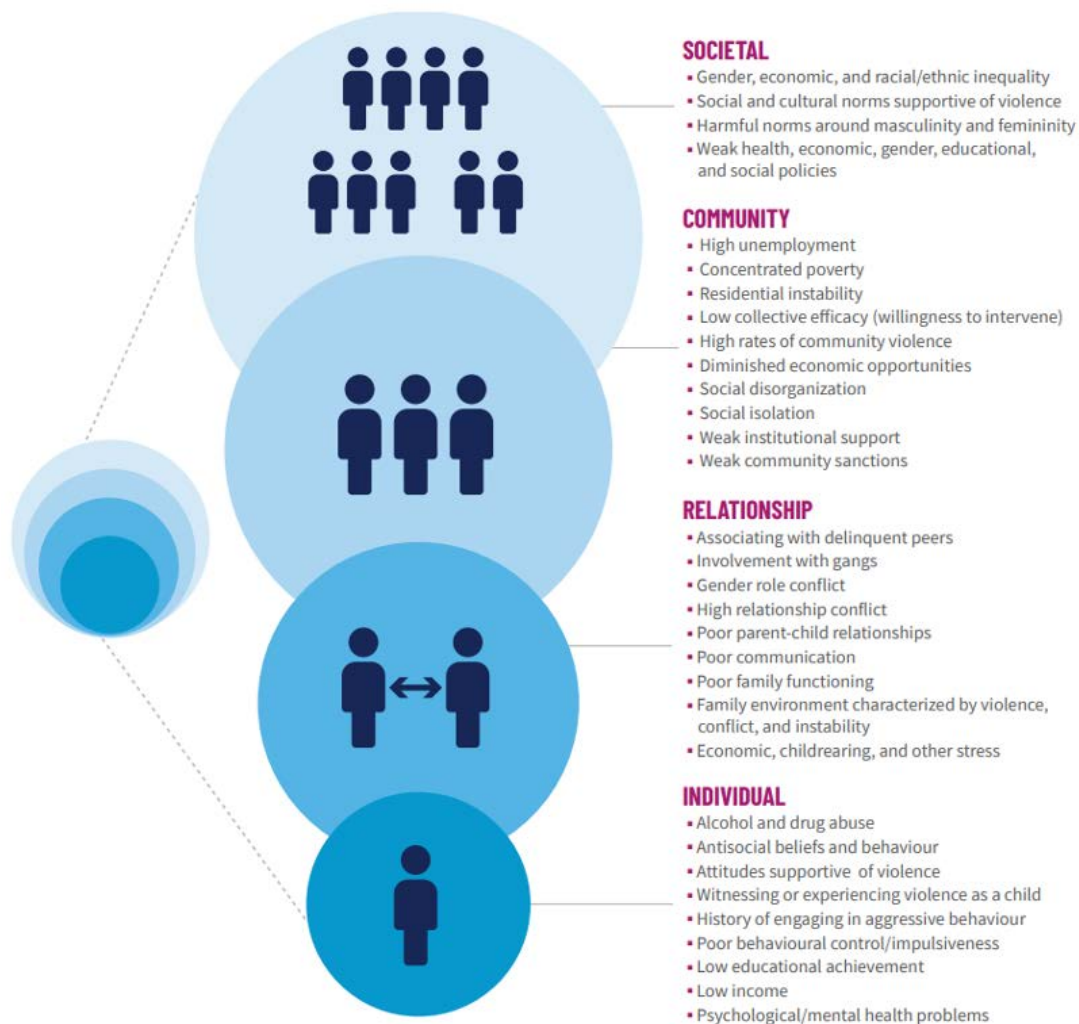 SOCIETAL
▪ Gender, economic, and racial/ethnic inequality
▪ Social and cultural norms supportive of violence
▪ Harmful norms around masculinity and femininity
▪ Weak health, economic, gender, educational,
and social policies
COMMUNITY
▪ High unemployment
▪ Concentrated poverty
▪ Residential instability
▪ Low collective efficacy (willingness to intervene)
▪ High rates of community violence
▪ Diminished economic opportunities
▪ Social disorganization
▪ Social isolation
▪ Weak institutional support
▪ Weak community sanctions
RELATIONSHIP
▪ Associating with delinquent peers
▪ Involvement with gangs
▪ Gender role conflict
▪ High relationship conflict
▪ Poor parent-child relationships
▪ Poor communication
▪ Poor family functioning
▪ Family environment characterized by violence,
conflict, and instability
▪ Economic, childrearing, and other stress
INDIVIDUAL
▪ Alcohol and drug abuse
▪ Antisocial beliefs and behaviour
▪ Attitudes supportive of violence
▪ Witnessing or experiencing violence as a child
▪ History of engaging in aggressive behaviour
▪ Poor behavioural control/impulsiveness
▪ Low educational achievement
▪ Low income
▪ Psychological/mental health problems